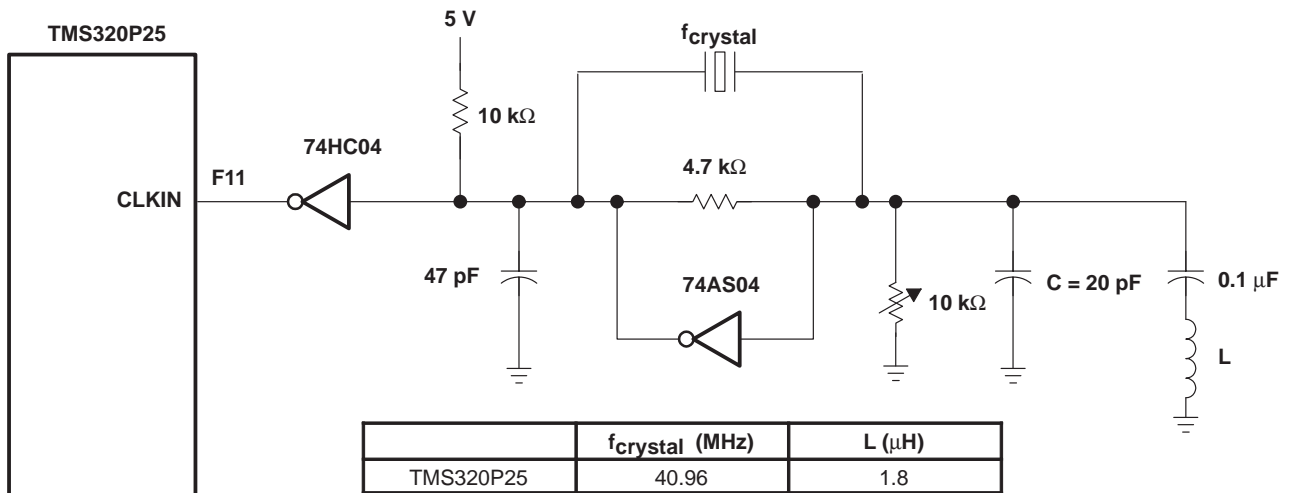 TMS320P25
5 V
fcrystal
10 kΩ
74HC04
4.7 kΩ
F11
CLKIN
47 pF
74AS04
10 kΩ
C = 20 pF
0.1 μF
L
fcrystal (MHz) L (μH)
TMS320P25 40.96 1.8